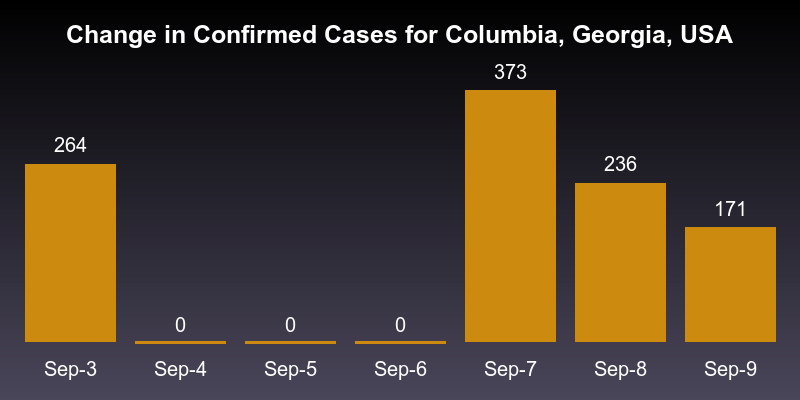 Change in Confirmed Cases for Columbia, Georgia, USA
373
264
236
171
0 0 0
Sep-3 Sep-4 Sep-5 Sep-6 Sep-7 Sep-8 Sep-9